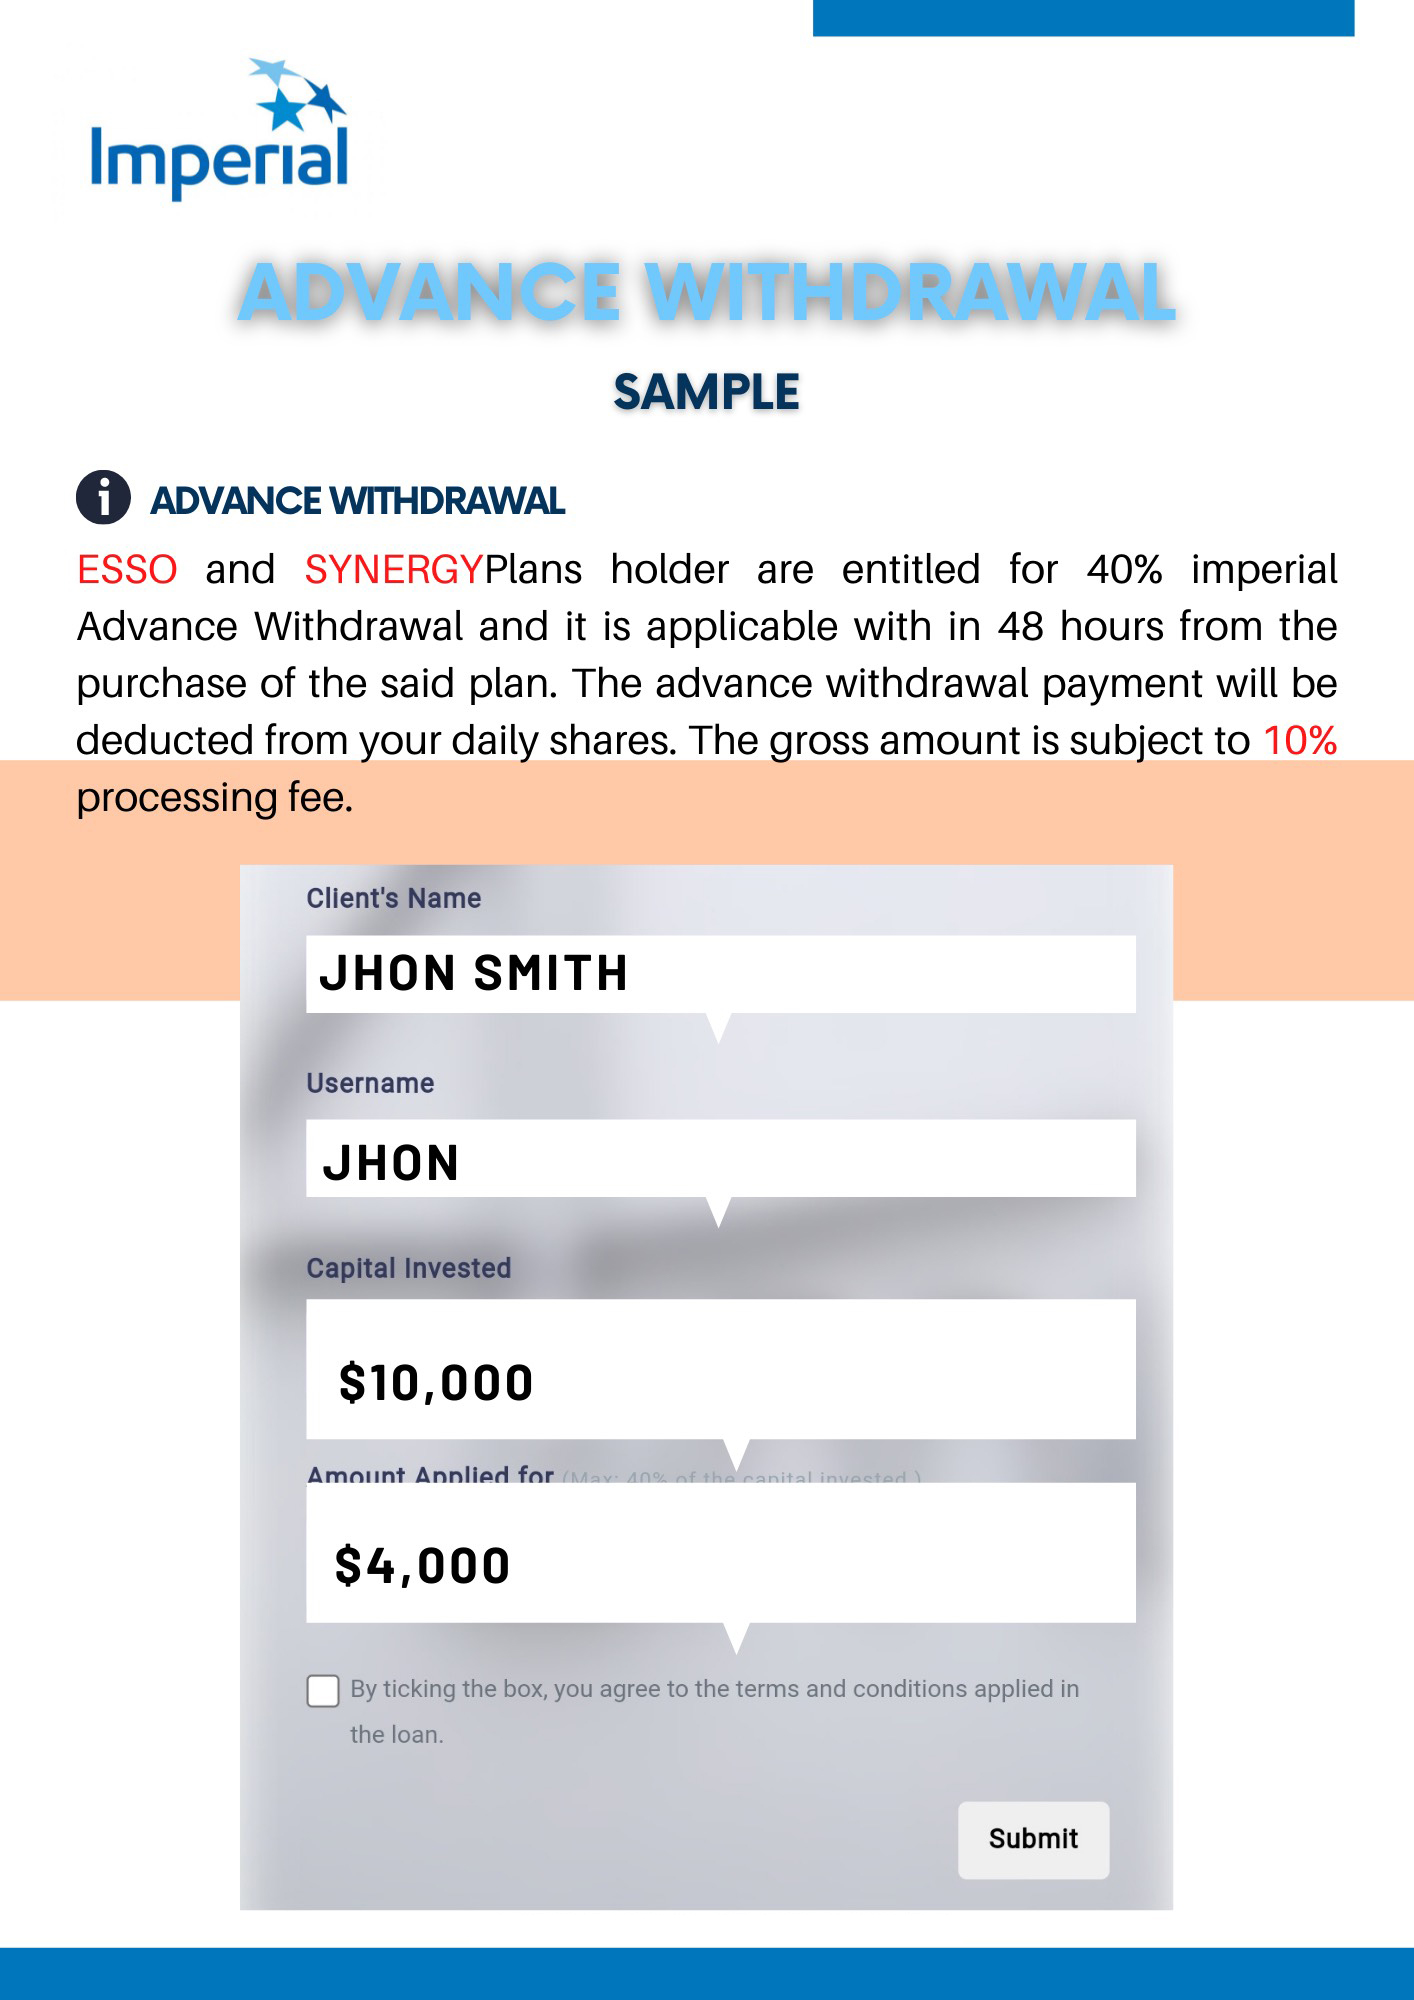 Imperial
ADVANCE WITHDRAWAL
SAMPLE
i ADVANCE WITHDRAWAL
ESSO and SYNERGYPlans holder are entitled for 40% imperial
Advance Withdrawal and it is applicable with in 48 hours from the
purchase of the said plan. The advance withdrawal payment will be
deducted from your daily shares. The gross amount is subject to 10%
processing fee.
Client's Name
JHON SMITH
Username
JHON
Capital Invested
$10,000
Amount Applied for (Max: 40% of the capital invested )
$4,000
By ticking the box, you agree to the terms and conditions applied in
the loan.
Submit